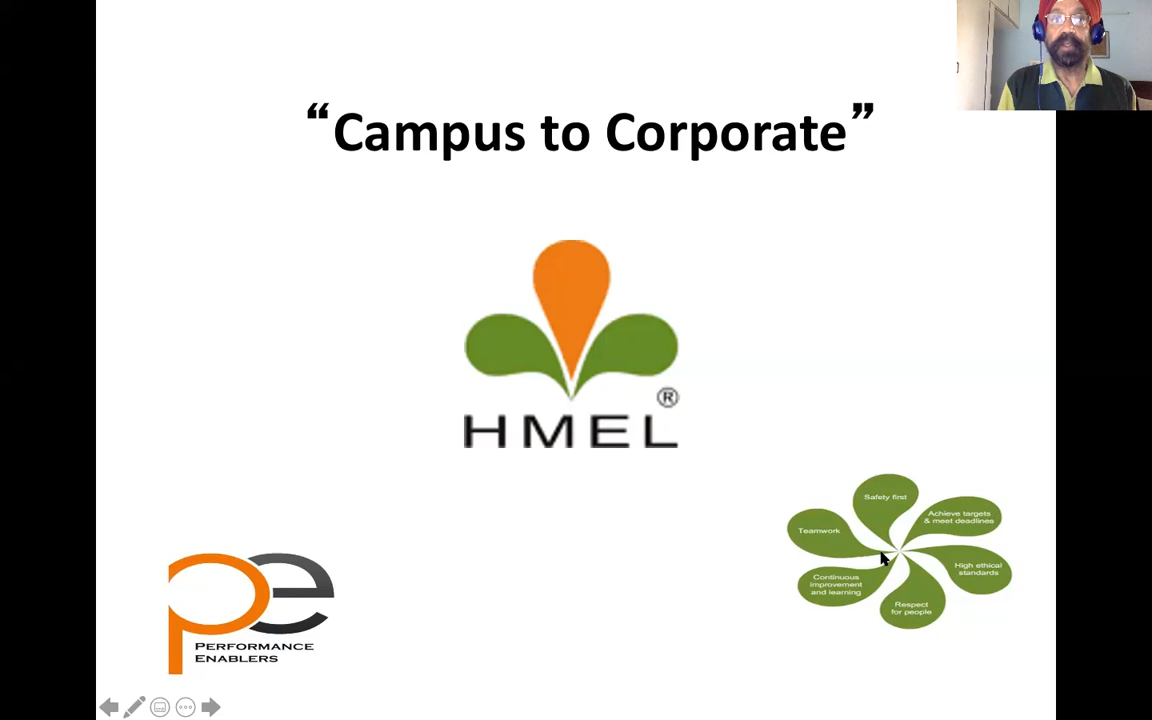 “Campus to Corporate”
®
HMEL
Safety first
Achieve targets
& meet deadlines
Teamwork
High ethical
standards
Continuous
improvement
and learning
Respect
for people
pe
PERFORMANCE
ENABLERS